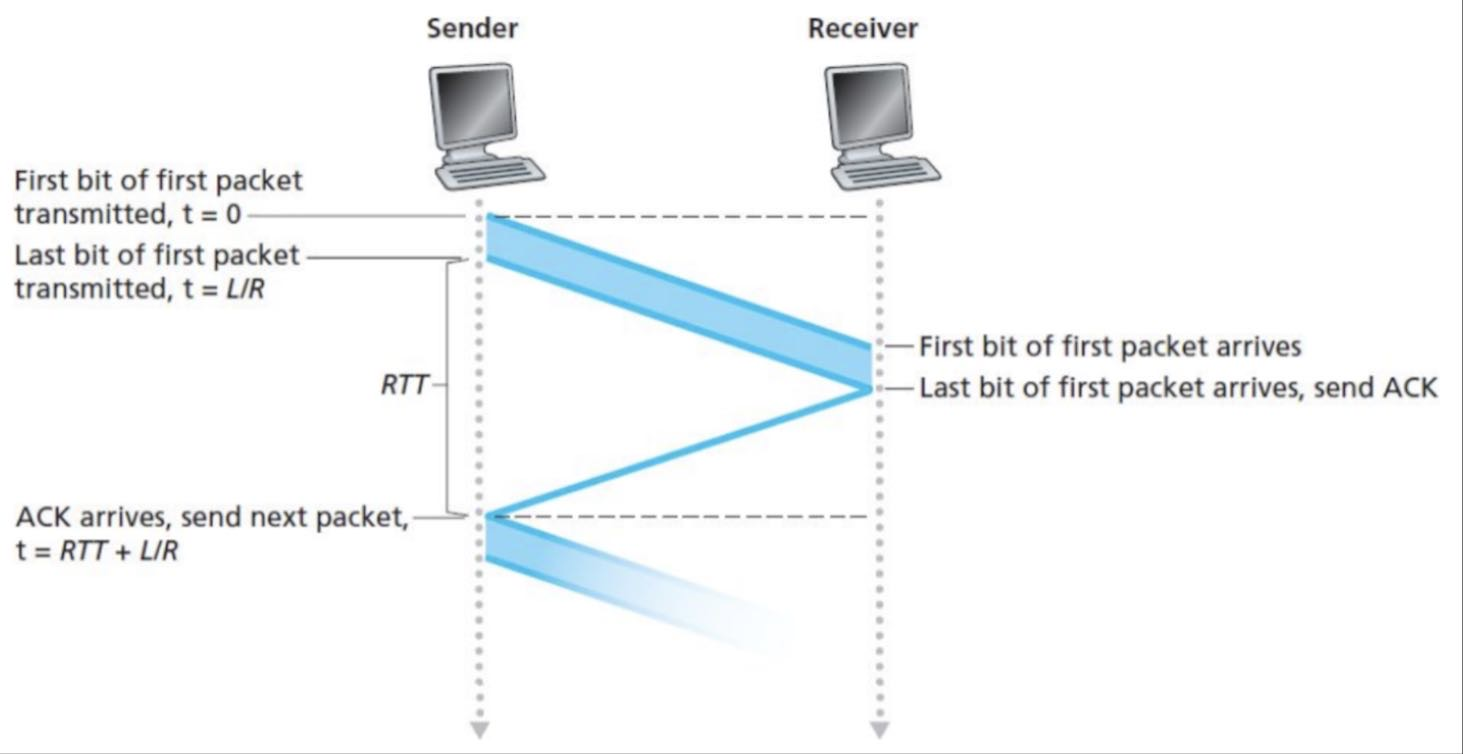 Sender
Receiver
First bit of first packet
transmitted, t = 0
Last bit of first packet
transmitted, t = L/R
First bit of first packet arrives
Last bit of first packet arrives, send ACK
RTT
ACK arrives, send next packet,
t = RTT + L/R